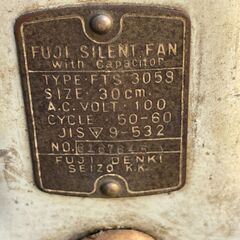 FUJI SILENT FAN
With Capacitor
TYPE·FTS 3059
SIZE· 30cm.
A.C. VOLT· 100
CYCLE · 50-60
JIS ▽ 9-532
NO.
FUJI DENKI
SEIZO K.K.